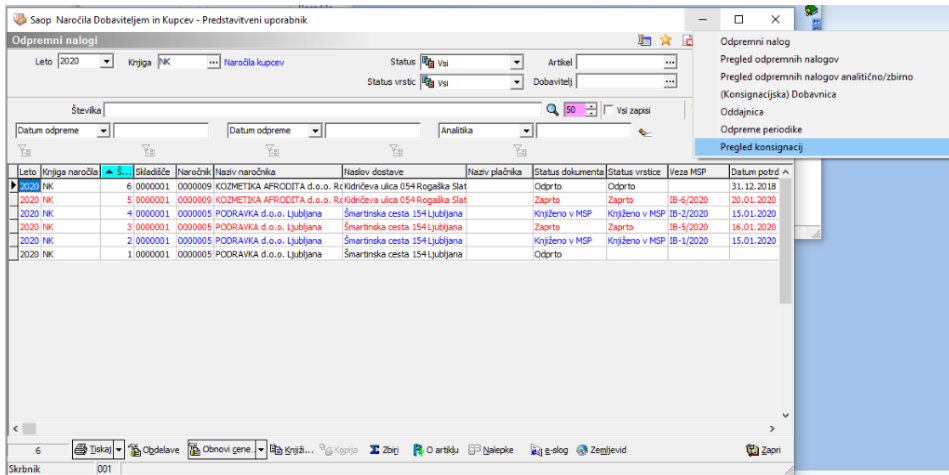 Saop Naročila Dobaviteljem in Kupcev - Predstavitveni uporabnik
Odpremni nalogi
Leto 2020 Knjiga NK ... Naročila kupcev Status Vsi Artikel ...
Status vrstic Vsi Dobavitelj ...
Številka 50 Vsi zapisi
Datum odpreme Datum odpreme Analitika
Odpremni nalog
Pregled odpremnih nalogov
Pregled odpremnih nalogov analitično/zbirno
(Konsignacijska) Dobavnica
Oddajnica
Odpreme periodike
Pregled konsignacij
Leto Knjiga naročila Š... Skladišče Naročnik Naziv naročnika Naslov dostave Naziv plačnika Status dokumenta Status vrstice Veza MSP Datum potrd
2020 NK 6 0000001 0000009 KOZMETIKA AFRODITA d.o.o. Ro Kidričeva ulica 054 Rogaška Slat Odprto Odprto 31.12.2018
2020 NK 5 0000001 0000009 KOZMETIKA AFRODITA d.o.o. Ro Kidričeva ulica 054 Rogaška Slat Zaprto Zaprto IB-6/2020 20.01.2020
2020 NK 4 0000001 0000005 PODRAVKA d.o.o. Ljubljana Šmartinska cesta 154 Ljubljana Knjiženo v MSP Knjiženo v MSP IB-2/2020 15.01.2020
2020 NK 3 0000001 0000005 PODRAVKA d.o.o. Ljubljana Šmartinska cesta 154 Ljubljana Zaprto Zaprto IB-5/2020 16.01.2020
2020 NK 2 0000001 0000005 PODRAVKA d.o.o. Ljubljana Šmartinska cesta 154 Ljubljana Knjiženo v MSP Knjiženo v MSP IB-1/2020 15.01.2020
2020 NK 1 0000001 0000005 PODRAVKA d.o.o. Ljubljana Šmartinska cesta 154 Ljubljana Odprto
6 Tiskaj Obdelave Obnovi cene Knjiži... Kopija Zbiri O artiklu Nalepke e-slog Zemljevid Zapri
Skrbnik 001